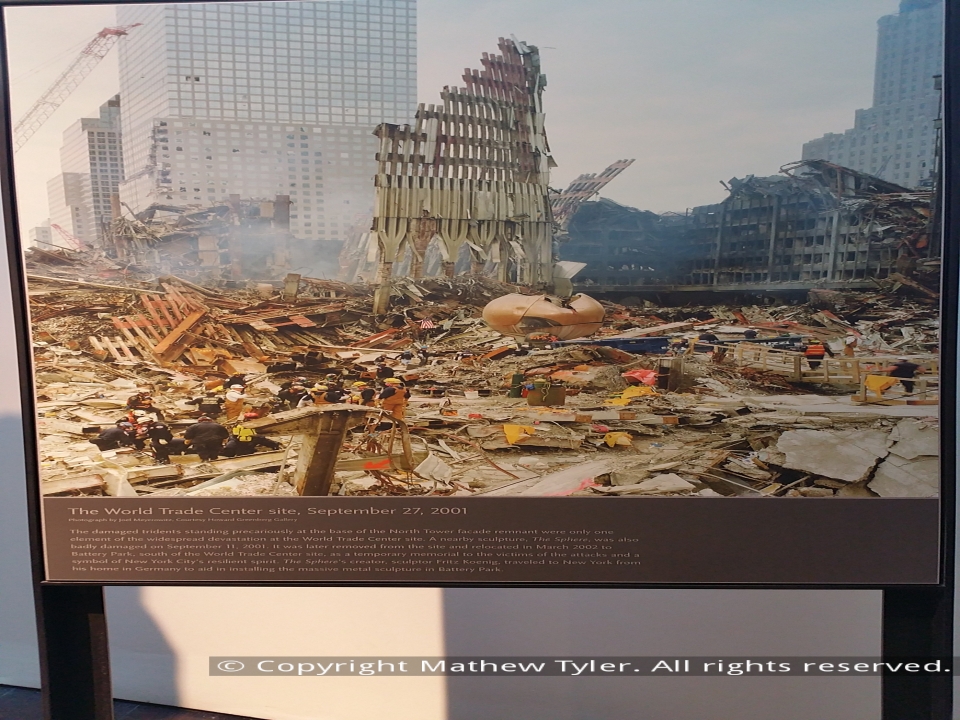 The World Trade Center site, September 27, 2001
Photograph by Joel Meyerowitz, Courtesy Howard Greenberg Gallery
The damaged tridents standing precariously at the base of the North Tower facade remnant were only one
element of the widespread devastation at the World Trade Center site. A nearby sculpture, The Sphere, was also
badly damaged on September 11, 2001. It was later removed from the site and relocated in March 2002 to
Battery Park, south of the World Trade Center site, as a temporary memorial to the victims of the attacks and a
symbol of New York City's resilient spirit. The Sphere's creator, sculptor Fritz Koenig, traveled to New York from
his home in Germany to aid in installing the massive metal sculpture in Battery Park.
© Copyright Mathew Tyler. All rights reserved.